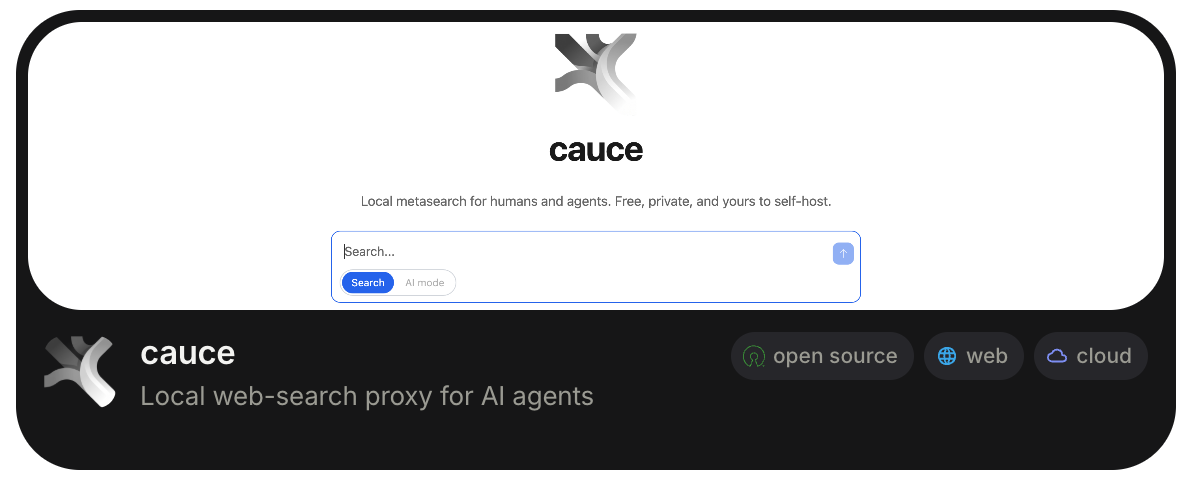 cauce
Local metasearch for humans and agents. Free, private, and yours to self-host.
Search...
Search AI mode
cauce
Local web-search proxy for AI agents
open source web cloud